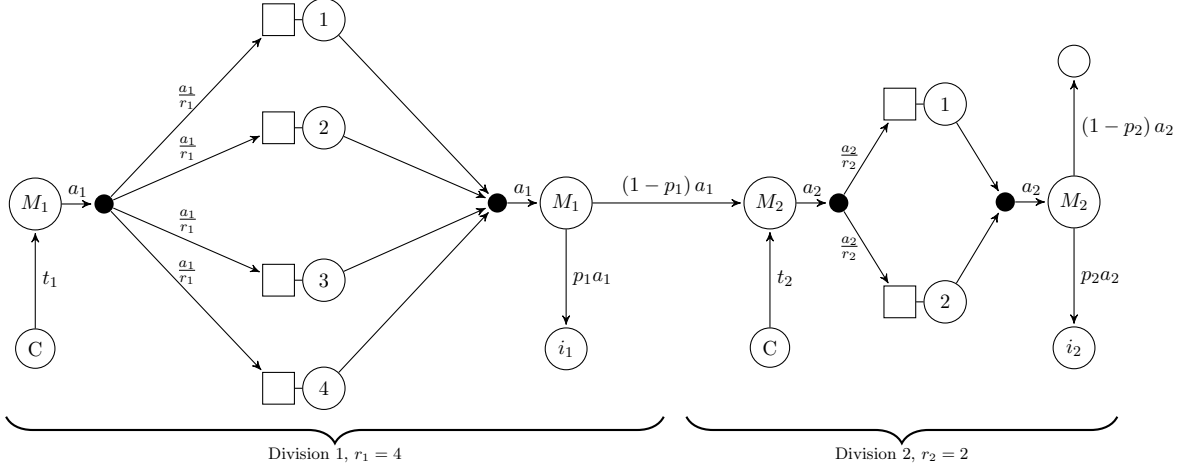 1
a₁/r₁
2
a₁/r₁
M₁
a₁
a₁/r₁
a₁/r₁
3
4
t₁
C
a₁
M₁
(1 − p₁) a₁
p₁a₁
i₁
M₂
a₂
t₂
C
a₂/r₂
a₂/r₂
1
2
a₂
M₂
(1 − p₂) a₂
p₂a₂
i₂
Division 1, r₁ = 4
Division 2, r₂ = 2